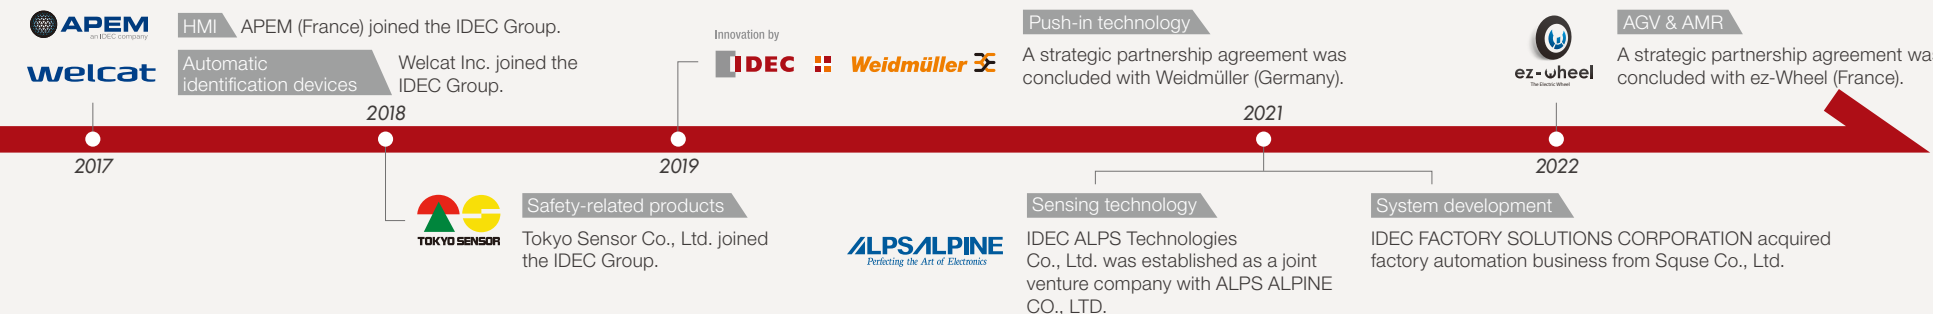 APEM
an IDEC company
HMI
APEM (France) joined the IDEC Group.
welcat
Automatic
identification devices
Welcat Inc. joined the
IDEC Group.
Innovation by
IDEC
Weidmüller
Push-in technology
A strategic partnership agreement was
concluded with Weidmüller (Germany).
ez-wheel
The Electric Wheel
AGV & AMR
A strategic partnership agreement was
concluded with ez-Wheel (France).
2018
2021
2017
2019
2022
TOKYO SENSOR
Safety-related products
Tokyo Sensor Co., Ltd. joined
the IDEC Group.
ALPSALPINE
Perfecting the Art of Electronics
Sensing technology
IDEC ALPS Technologies
Co., Ltd. was established as a joint
venture company with ALPS ALPINE
CO., LTD.
System development
IDEC FACTORY SOLUTIONS CORPORATION acquired
factory automation business from Squse Co., Ltd.